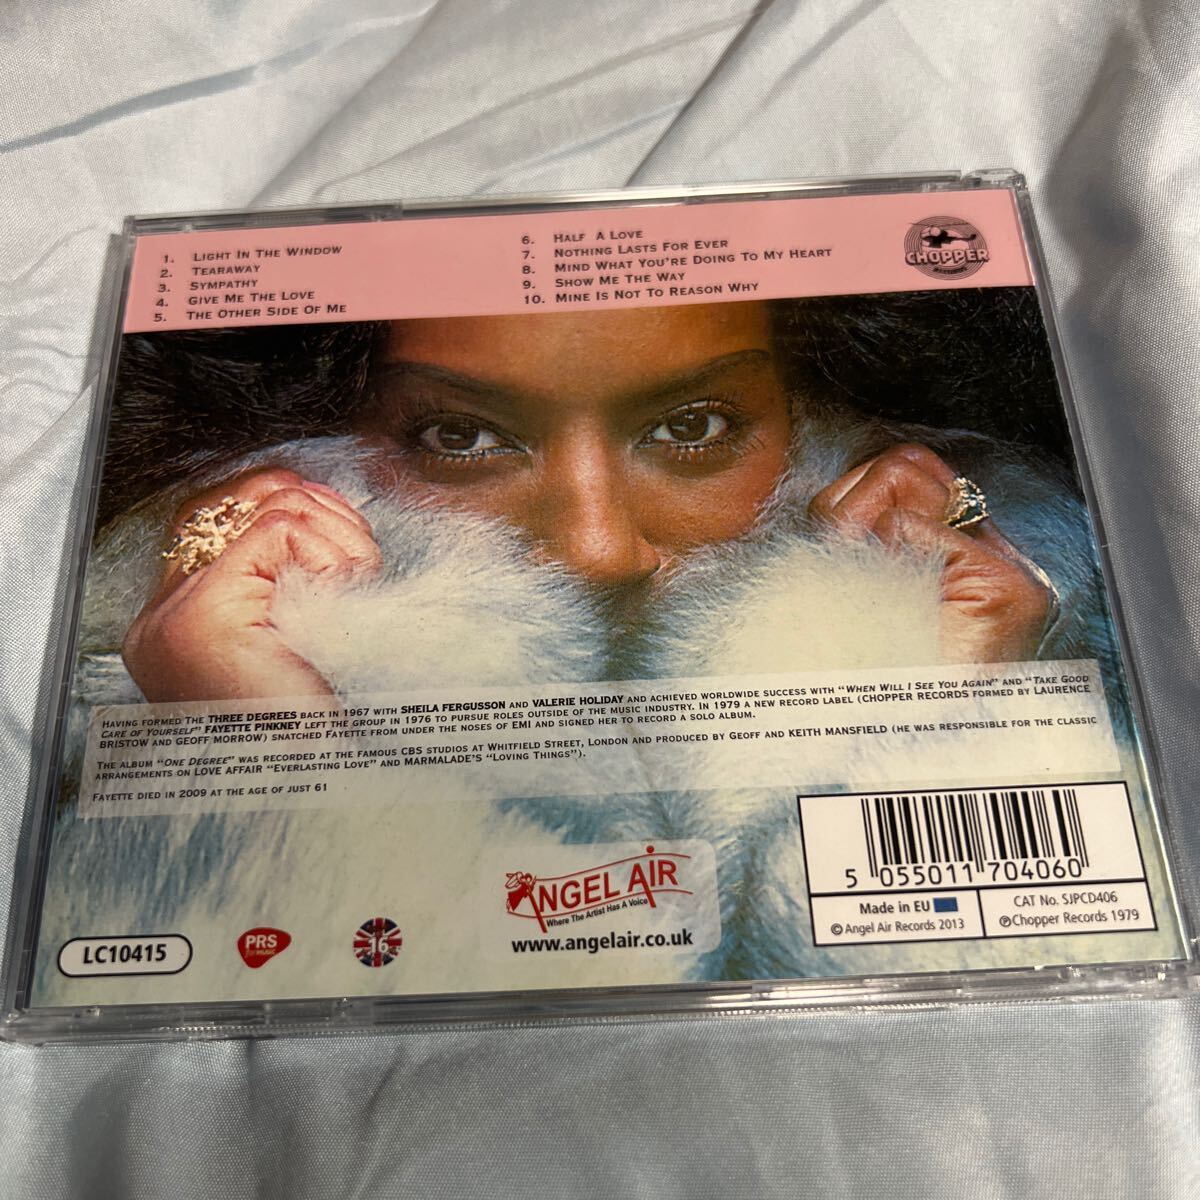 1. Light In The Window
2. Tearaway
3. Sympathy
4. Give Me The Love
5. The Other Side Of Me
6. Half A Love
7. Nothing Lasts For Ever
8. Mind What You're Doing To My Heart
9. Show Me The Way
10. Mine Is Not To Reason Why
CHOPPER
Having formed The THREE DEGREES back in 1967 with SHEILA FERGUSSON and VALERIE HOLIDAY and achieved worldwide success with "When Will I See You Again" and "Take Good
Care of Yourself" FAYETTE PINKNEY left the group in 1976 to pursue roles outside of the music industry. In 1979 a new record label (CHOPPER RECORDS formed by LAURENCE
BRISTOW and GEOFF MORROW) snatched Fayette from under the noses of EMI and signed her to record a solo album.
The album "One Degree" was recorded at the famous CBS studios at Whitfield Street, London and produced by Geoff and KEITH MANSFIELD (he was responsible for the classic
arrangements on LOVE AFFAIR "Everlasting Love" and MARMALADE'S "Loving Things").
Fayette died in 2009 at the age of just 61
ANGEL AIR
Where The Artist Has A Voice
www.angelair.co.uk
LC10415
PRS
for MUSIC
16
5 055011 704060
Made in EU
© Angel Air Records 2013
CAT No. SJPCD406
℗Chopper Records 1979